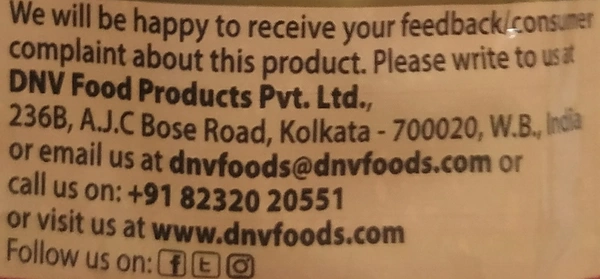 We will be happy to receive your feedback/consumer
complaint about this product. Please write to us at
DNV Food Products Pvt. Ltd.,
236B, A.J.C Bose Road, Kolkata - 700020, W.B., India
or email us at dnvfoods@dnvfoods.com or
call us on: +91 82320 20551
or visit us at www.dnvfoods.com
Follow us on: